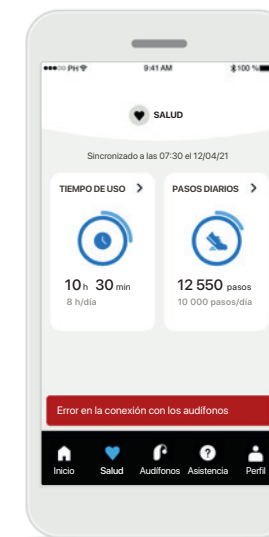 PH 9:41 AM 100 %
SALUD
Sincronizado a las 07:30 el 12/04/21
TIEMPO DE USO > PASOS DIARIOS >
10 h 30 min 12 550 pasos
8 h/día 10 000 pasos/día
Error en la conexión con los audífonos
Inicio Salud Audífonos Asistencia Perfil